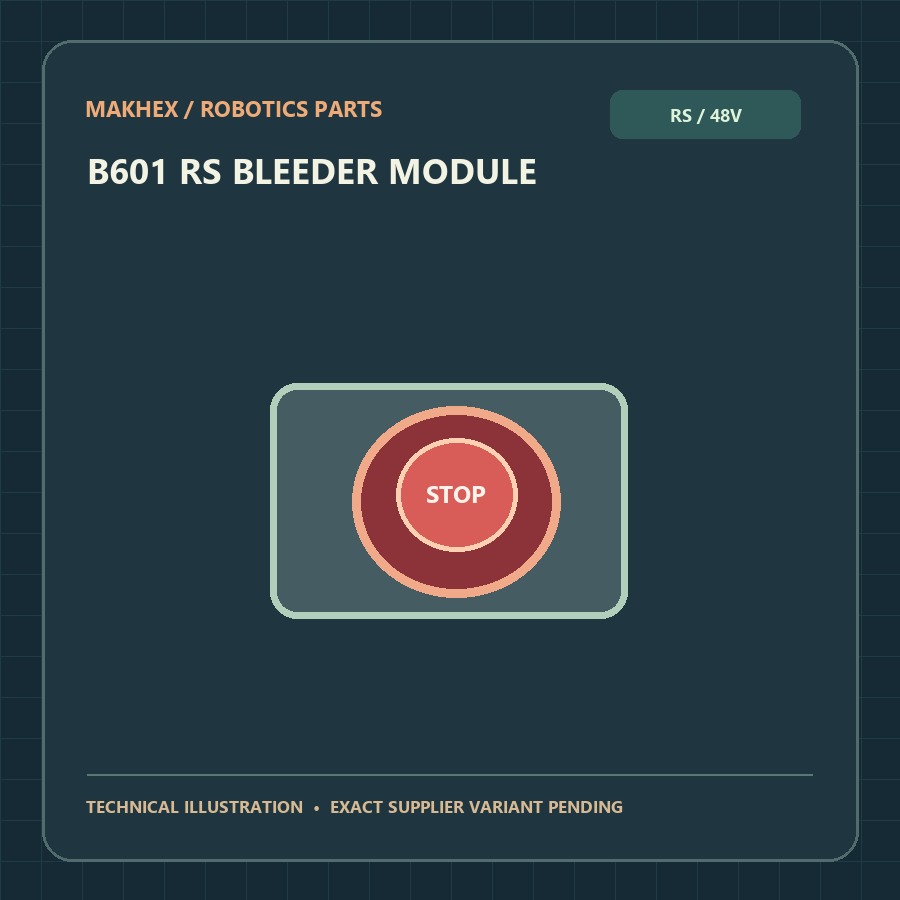 MAKHEX / ROBOTICS PARTS
RS / 48V
B601 RS BLEEDER MODULE
STOP
TECHNICAL ILLUSTRATION • EXACT SUPPLIER VARIANT PENDING